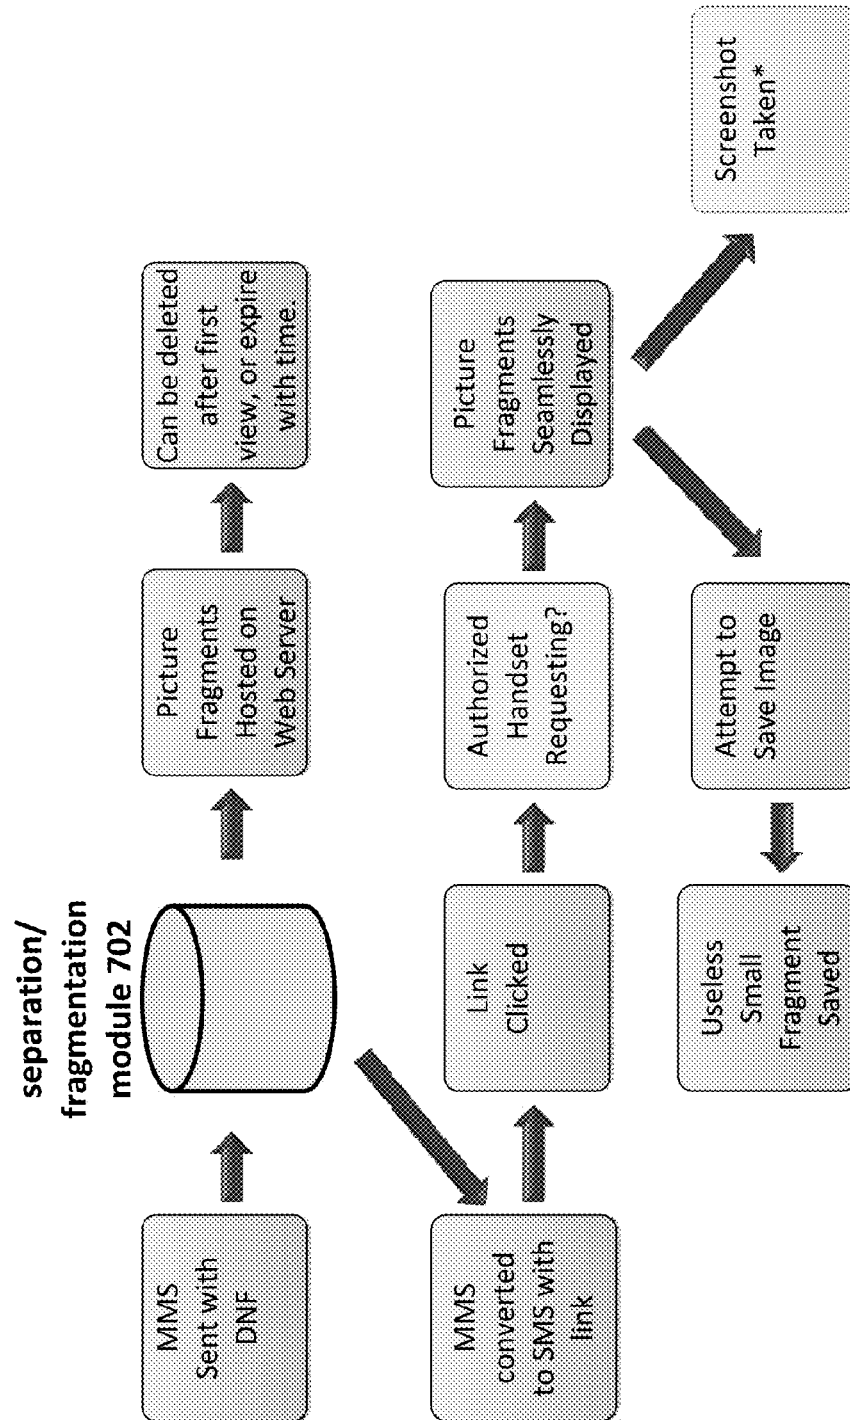 separation/
fragmentation
module 702
MMS
Sent with
DNF
Picture
Fragments
Hosted on
Web Server
Can be deleted
after first
view, or expire
with time.
MMS
converted
to SMS with
link
Link
Clicked
Authorized
Handset
Requesting?
Picture
Fragments
Seamlessly
Displayed
Useless
Small
Fragment
Saved
Attempt to
Save Image
Screenshot
Taken*